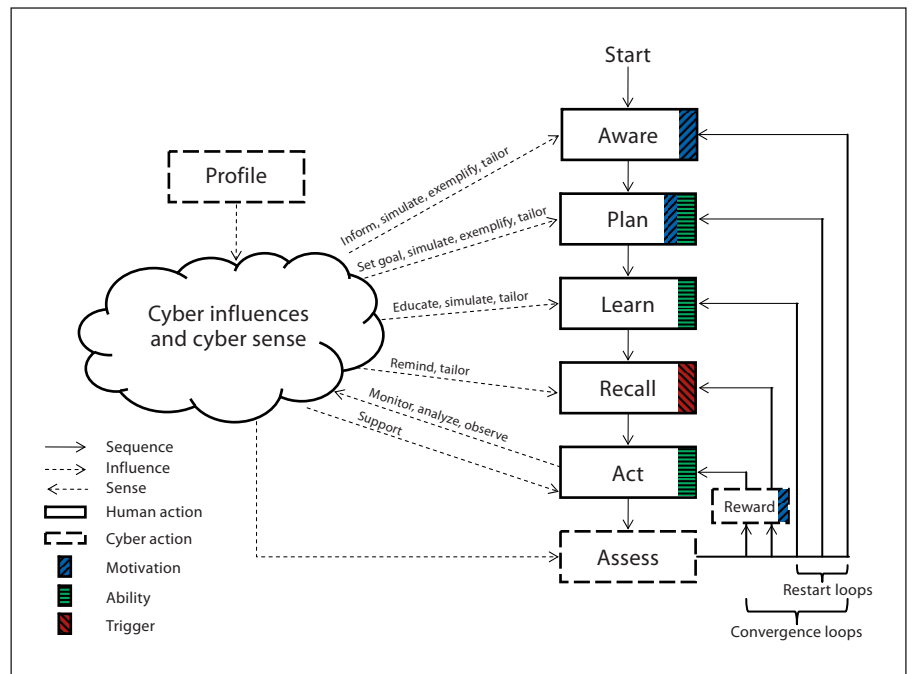 Start
Aware
Profile
Inform, simulate, exemplify, tailor
Plan
Set goal, simulate, exemplify, tailor
Cyber influences
and cyber sense
Educate, simulate, tailor
Learn
Remind, tailor
Recall
Monitor, analyze, observe
Support
Act
Reward
Assess
Restart loops
Convergence loops
Sequence
Influence
Sense
Human action
Cyber action
Motivation
Ability
Trigger